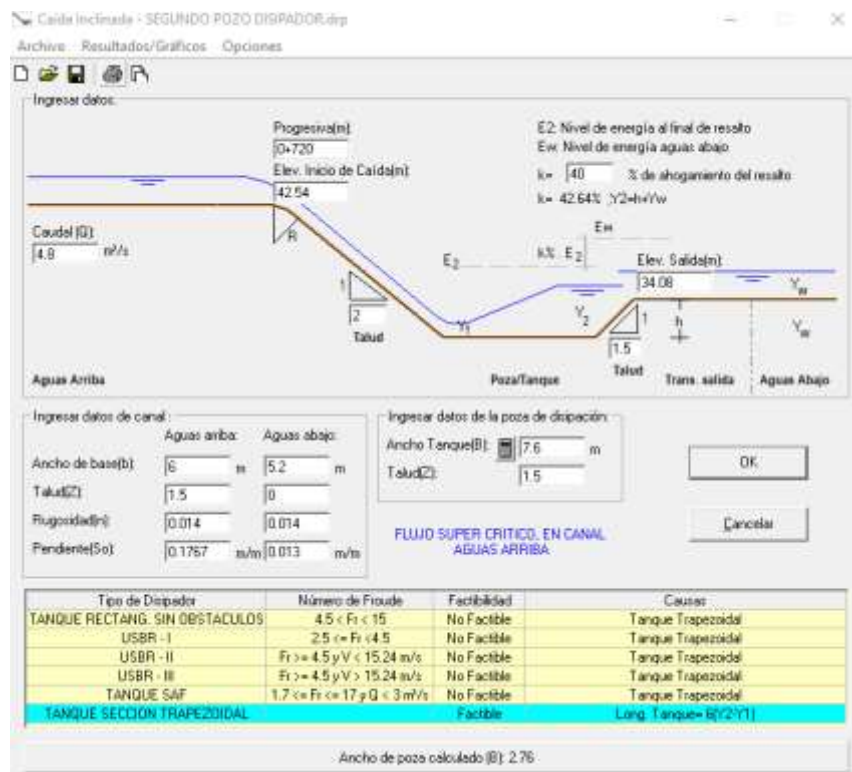 Caida Inclinada - SEGUNDO POZO DISIPADOR.drp
Archivo Resultados/Gráficos Opciones
Ingresar datos:
Progresiva(m):
0+720
Elev. Inicio de Caída(m):
42.54
E2: Nivel de energía al final de resalto
Ew: Nivel de energía aguas abajo
k= 40 % de ahogamiento del resalto
k= 42.64% ;Y2=h+Yw
Caudal (Q):
4.8 m³/s
R
1
2
Talud
E2
k% E2
Ew
Elev. Salida(m):
34.08
Y1
Y2
1
1.5
Talud
h
Yw
Yw
Aguas Arriba
Poza/Tanque
Trans. salida
Aguas Abajo
Ingresar datos de canal:
Aguas arriba: Aguas abajo:
Ancho de base(b): 6 m 5.2 m
Talud(Z): 1.5 0
Rugosidad(n): 0.014 0.014
Pendiente(So): 0.1767 m/m 0.013 m/m
Ingresar datos de la poza de disipación:
Ancho Tanque(B): 7.6 m
Talud(Z): 1.5
FLUJO SUPER CRITICO, EN CANAL
AGUAS ARRIBA
OK
Cancelar
Tipo de Disipador Número de Froude Factibilidad Causas
TANQUE RECTANG. SIN OBSTACULOS 4.5 < Fr < 15 No Factible Tanque Trapezoidal
USBR - I 2.5 <= Fr <4.5 No Factible Tanque Trapezoidal
USBR - II Fr >= 4.5 y V < 15.24 m/s No Factible Tanque Trapezoidal
USBR - III Fr >= 4.5 y V > 15.24 m/s No Factible Tanque Trapezoidal
TANQUE SAF 1.7 <= Fr <= 17 y Q < 3 m³/s No Factible Tanque Trapezoidal
TANQUE SECCION TRAPEZOIDAL Factible Long. Tanque= 6(Y2-Y1)
Ancho de poza calculado (B): 2.76